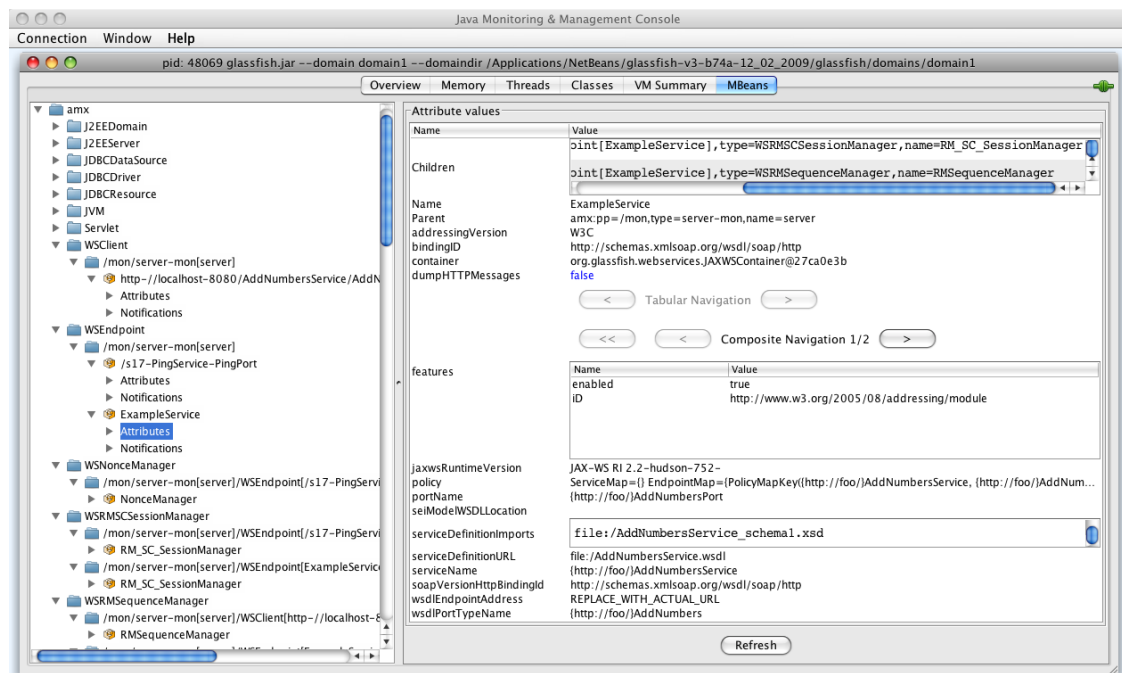 Java Monitoring & Management Console
Connection Window Help
pid: 48069 glassfish.jar --domain domain1 --domaindir /Applications/NetBeans/glassfish-v3-b74a-12_02_2009/glassfish/domains/domain1
Overview Memory Threads Classes VM Summary MBeans
amx
J2EEDomain
J2EEServer
JDBCDataSource
JDBCDriver
JDBCResource
JVM
Servlet
WSClient
/mon/server-mon[server]
http-//localhost-8080/AddNumbersService/AddN
Attributes
Notifications
WSEndpoint
/mon/server-mon[server]
/s17-PingService-PingPort
Attributes
Notifications
ExampleService
Attributes
Notifications
WSNonceManager
/mon/server-mon[server]/WSEndpoint[/s17-PingServi
NonceManager
WSRMSCSessionManager
/mon/server-mon[server]/WSEndpoint[/s17-PingServi
RM_SC_SessionManager
/mon/server-mon[server]/WSEndpoint[ExampleService
RM_SC_SessionManager
WSRMSequenceManager
/mon/server-mon[server]/WSClient[http-//localhost-8
RMSequenceManager
Attribute values
Name Value
Children
oint[ExampleService],type=WSRMSCSessionManager,name=RM_SC_SessionManager
oint[ExampleService],type=WSRMSequenceManager,name=RMSequenceManager
Name ExampleService
Parent amx:pp=/mon,type=server-mon,name=server
addressingVersion W3C
bindingID http://schemas.xmlsoap.org/wsdl/soap/http
container org.glassfish.webservices.JAXWSContainer@27ca0e3b
dumpHTTPMessages false
< Tabular Navigation >
<< < Composite Navigation 1/2 >
features
Name Value
enabled true
iD http://www.w3.org/2005/08/addressing/module
jaxwsRuntimeVersion JAX-WS RI 2.2-hudson-752-
policy ServiceMap={} EndpointMap={PolicyMapKey({http://foo/}AddNumbersService, {http://foo/}AddNum...
portName {http://foo/}AddNumbersPort
seiModelWSDLLocation
serviceDefinitionImports file:/AddNumbersService_schema1.xsd
serviceDefinitionURL file:/AddNumbersService.wsdl
serviceName {http://foo/}AddNumbersService
soapVersionHttpBindingId http://schemas.xmlsoap.org/wsdl/soap/http
wsdlEndpointAddress REPLACE_WITH_ACTUAL_URL
wsdlPortTypeName {http://foo/}AddNumbers
Refresh